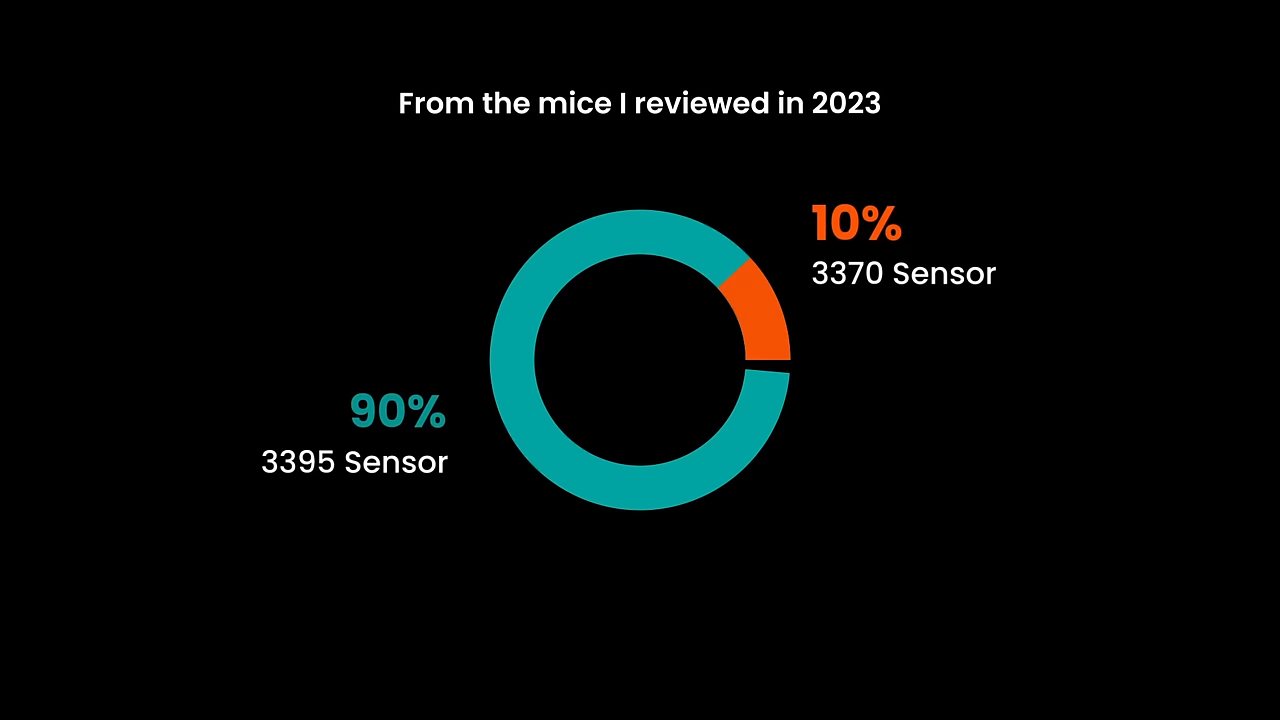 From the mice I reviewed in 2023
10%
3370 Sensor
90%
3395 Sensor